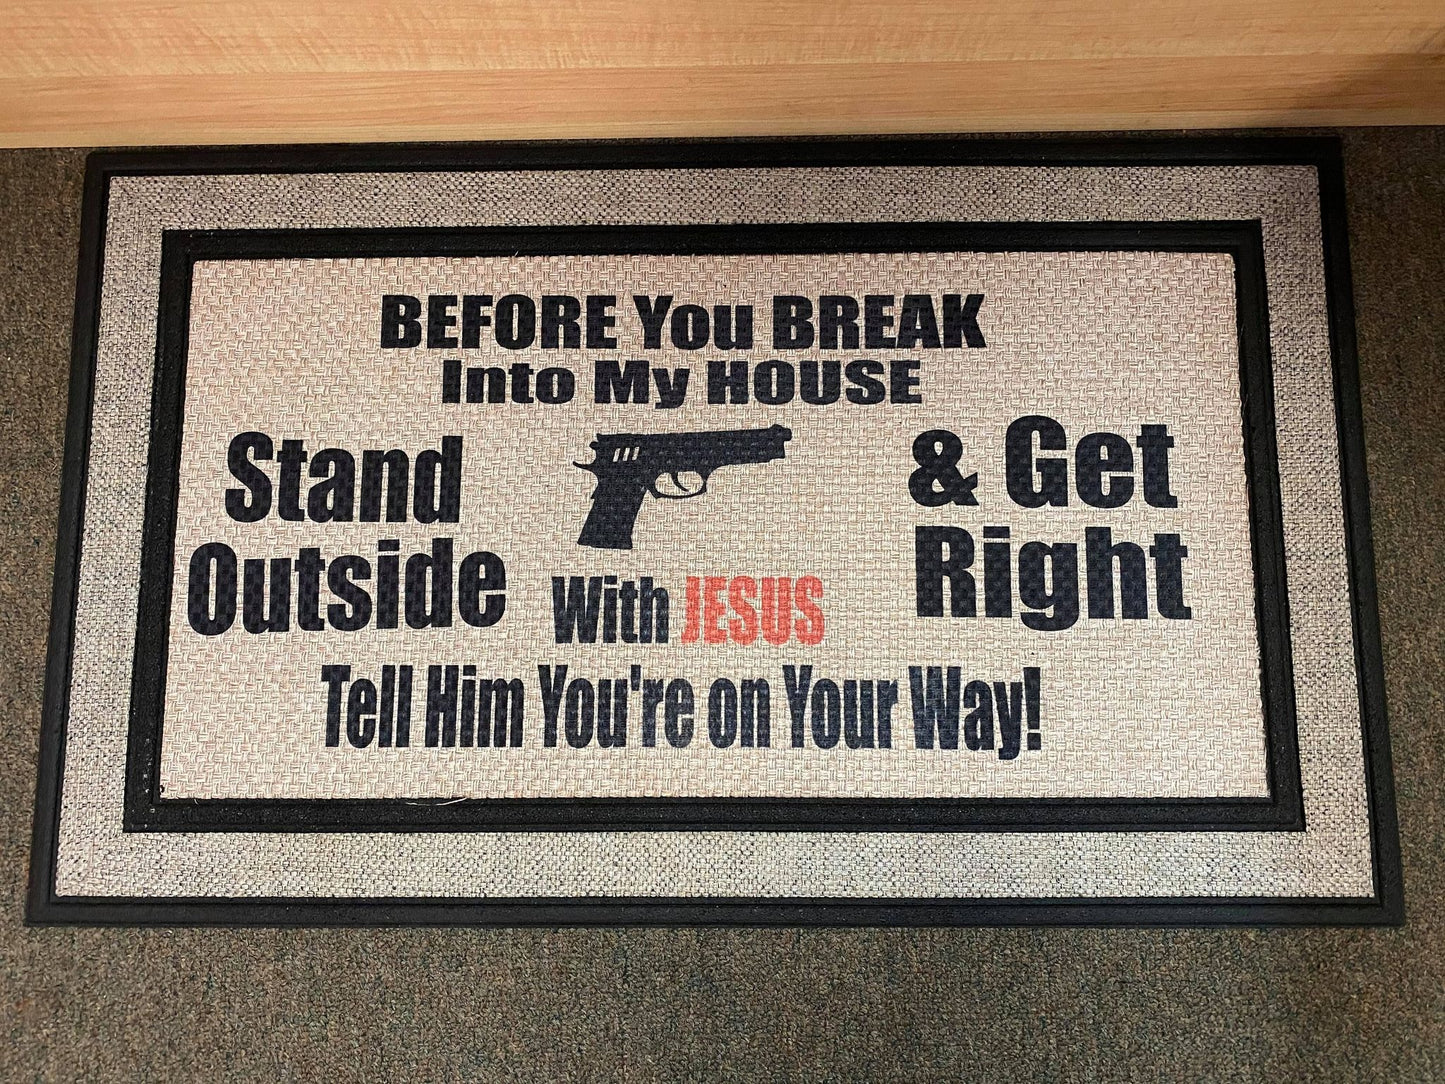 BEFORE You BREAK
Into My HOUSE
Stand
Outside
& Get
Right
With JESUS
Tell Him You're on Your Way!